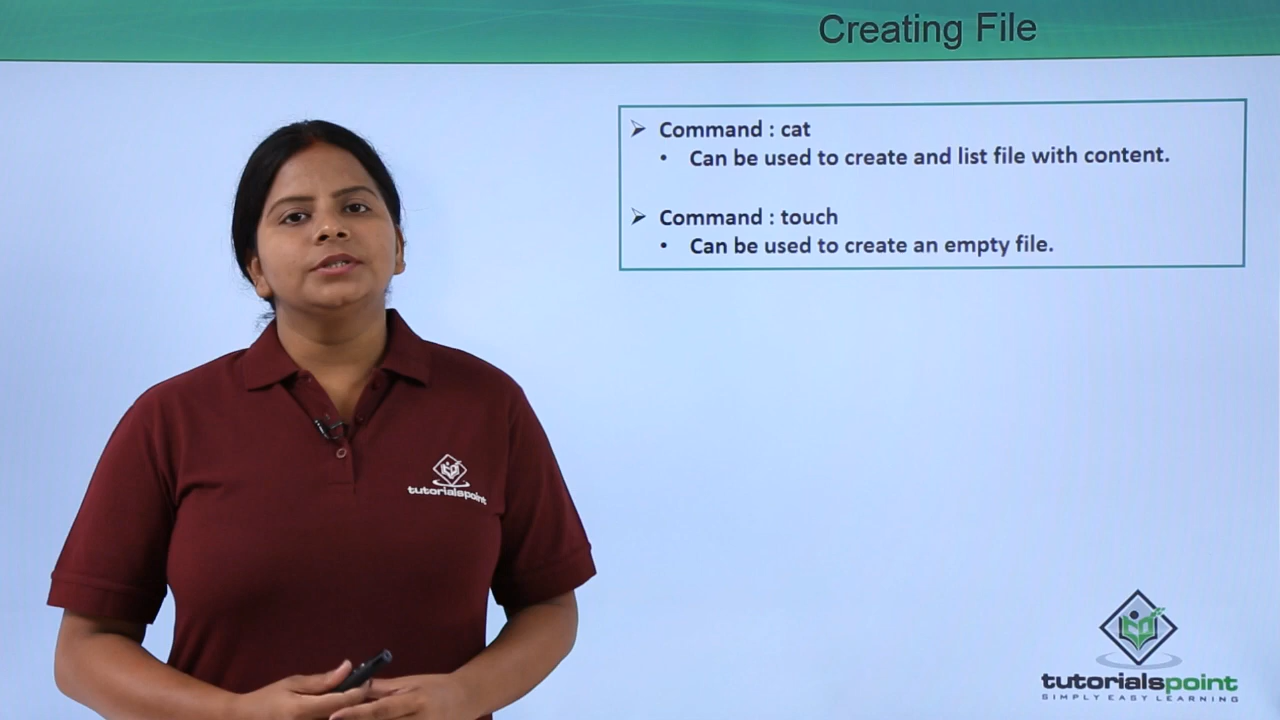 Creating File
➢ Command : cat
• Can be used to create and list file with content.
➢ Command : touch
• Can be used to create an empty file.
tutorialspoint
tutorialspoint
SIMPLY EASY LEARNING